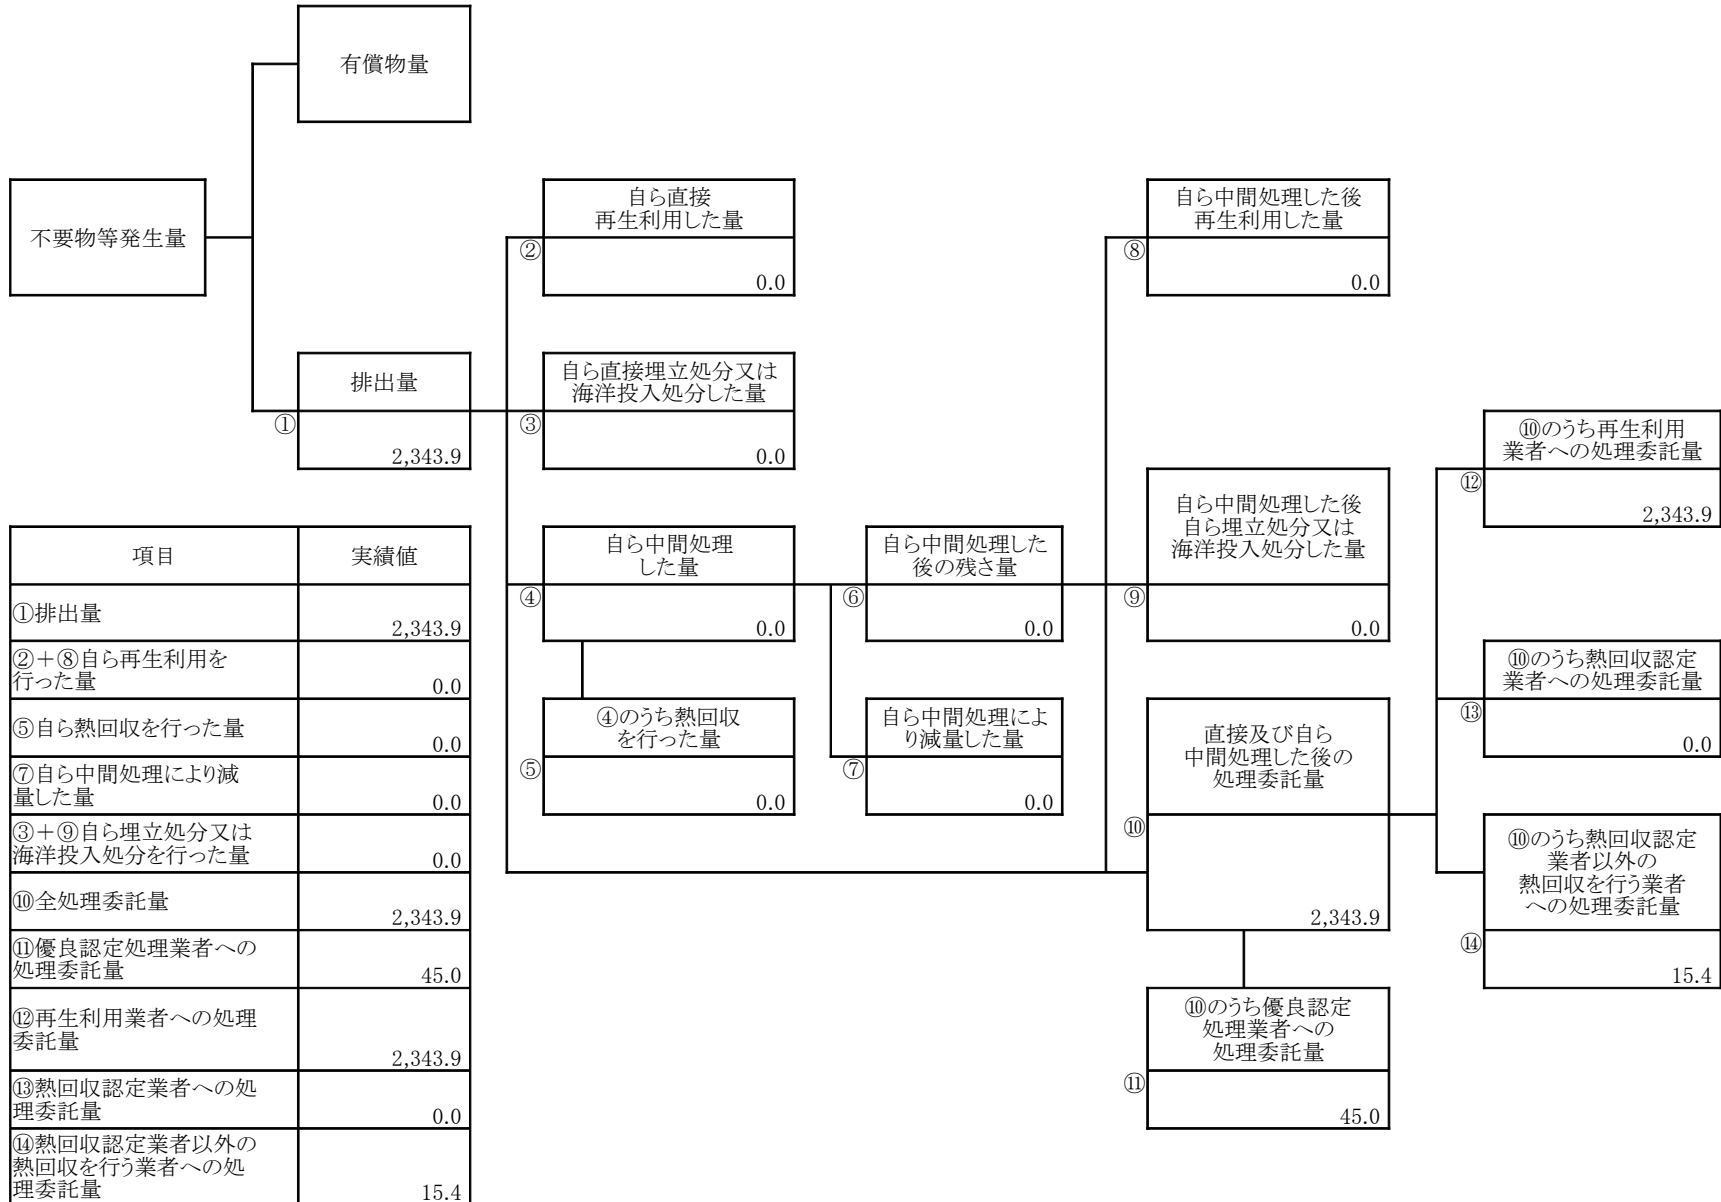 有償物量
不要物等発生量
自ら直接
再生利用した量
②
0.0
自ら中間処理した後
再生利用した量
⑧
0.0
排出量
①
2,343.9
自ら直接埋立処分又は
海洋投入処分した量
③
0.0
⑩のうち再生利用
業者への処理委託量
⑫
2,343.9
自ら中間処理
した量
④
0.0
自ら中間処理した
後の残さ量
⑥
0.0
自ら中間処理した後
自ら埋立処分又は
海洋投入処分した量
⑨
0.0
⑩のうち熱回収認定
業者への処理委託量
⑬
0.0
④のうち熱回収
を行った量
⑤
0.0
自ら中間処理によ
り減量した量
⑦
0.0
直接及び自ら
中間処理した後の
処理委託量
⑩
2,343.9
⑩のうち熱回収認定
業者以外の
熱回収を行う業者
への処理委託量
⑭
15.4
⑩のうち優良認定
処理業者への
処理委託量
⑪
45.0
項目 実績値
①排出量
2,343.9
②＋⑧自ら再生利用を
行った量
0.0
⑤自ら熱回収を行った量
0.0
⑦自ら中間処理により減
量した量
0.0
③＋⑨自ら埋立処分又は
海洋投入処分を行った量
0.0
⑩全処理委託量
2,343.9
⑪優良認定処理業者への
処理委託量
45.0
⑫再生利用業者への処理
委託量
2,343.9
⑬熱回収認定業者への処
理委託量
0.0
⑭熱回収認定業者以外の
熱回収を行う業者への処
理委託量
15.4